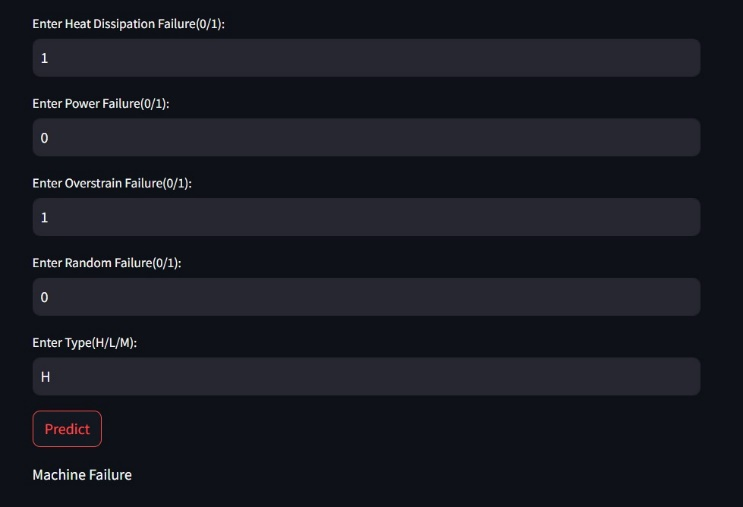 Enter Heat Dissipation Failure(0/1):
1
Enter Power Failure(0/1):
0
Enter Overstrain Failure(0/1):
1
Enter Random Failure(0/1):
0
Enter Type(H/L/M):
H
Predict
Machine Failure